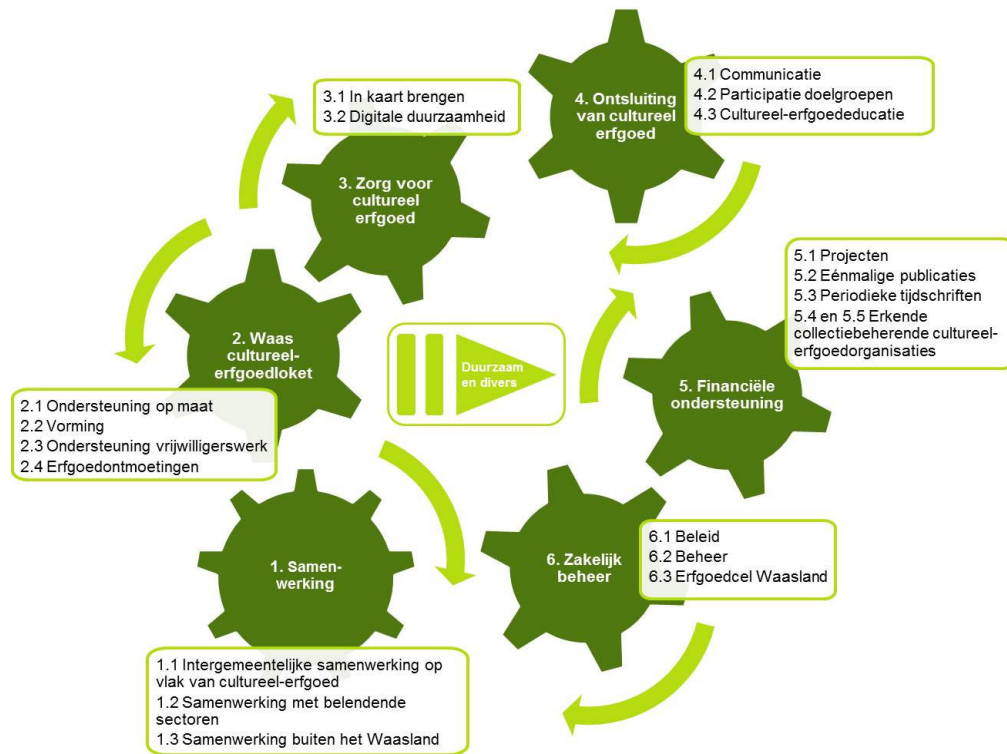 3.1 In kaart brengen
3.2 Digitale duurzaamheid
3. Zorg voor
cultureel
erfgoed
4. Ontsluiting
van cultureel
erfgoed
4.1 Communicatie
4.2 Participatie doelgroepen
4.3 Cultureel-erfgoededucatie
2. Waas
cultureel-
erfgoedloket
2.1 Ondersteuning op maat
2.2 Vorming
2.3 Ondersteuning vrijwilligerswerk
2.4 Erfgoedontmoetingen
Duurzaam
en divers
5.1 Projecten
5.2 Eénmalige publicaties
5.3 Periodieke tijdschriften
5.4 en 5.5 Erkende
collectiebeherende cultureel-
erfgoedorganisaties
5. Financiële
ondersteuning
1. Samen-
werking
1.1 Intergemeentelijke samenwerking op
vlak van cultureel-erfgoed
1.2 Samenwerking met belendende
sectoren
1.3 Samenwerking buiten het Waasland
6. Zakelijk
beheer
6.1 Beleid
6.2 Beheer
6.3 Erfgoedcel Waasland